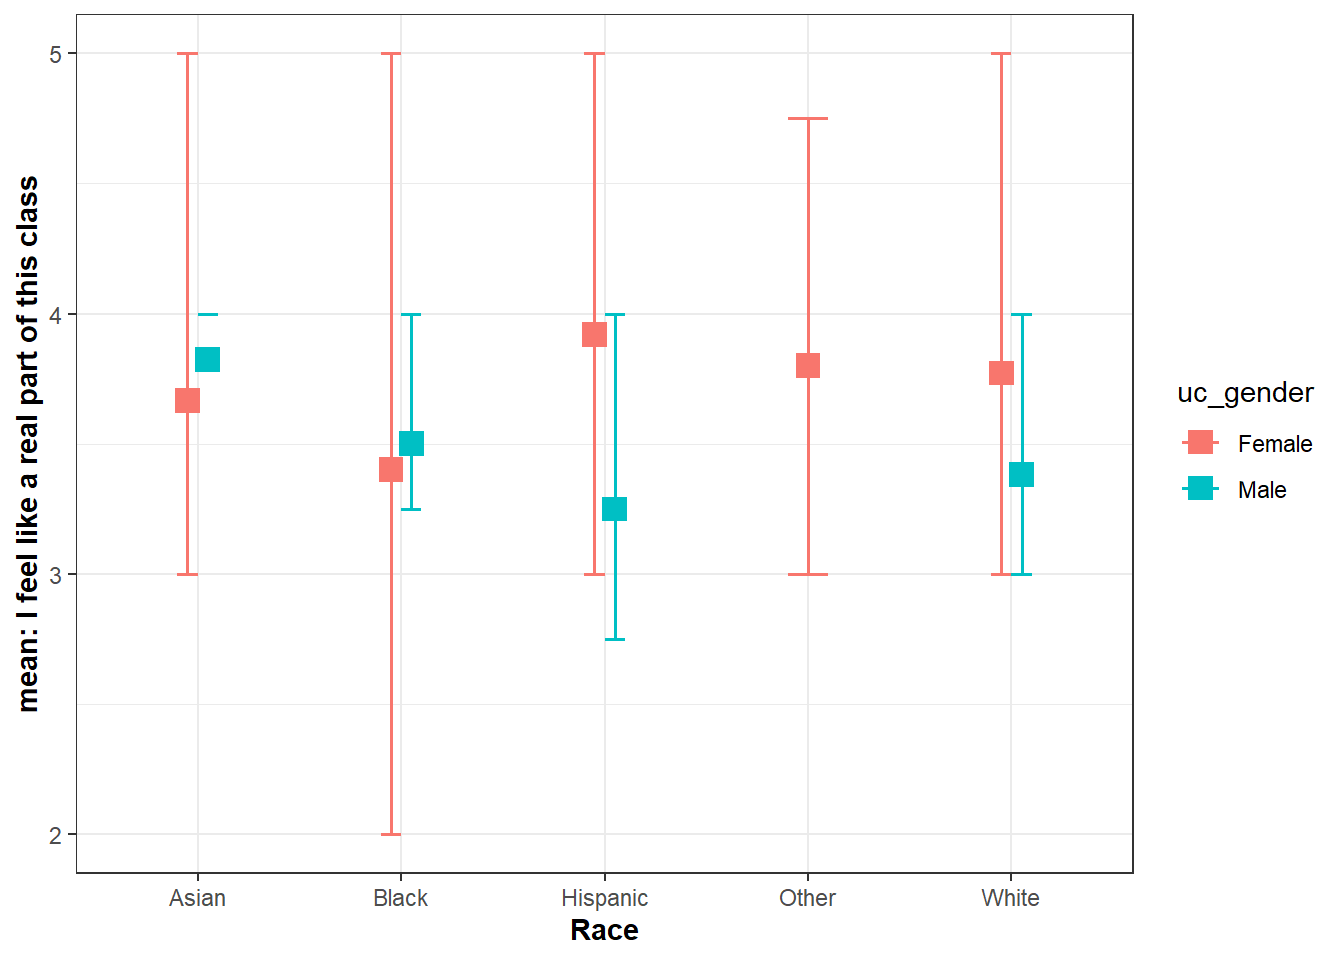 mean: I feel like a real part of this class
5
4
3
2
Asian
Black
Hispanic
Other
White
Race
uc_gender
Female
Male